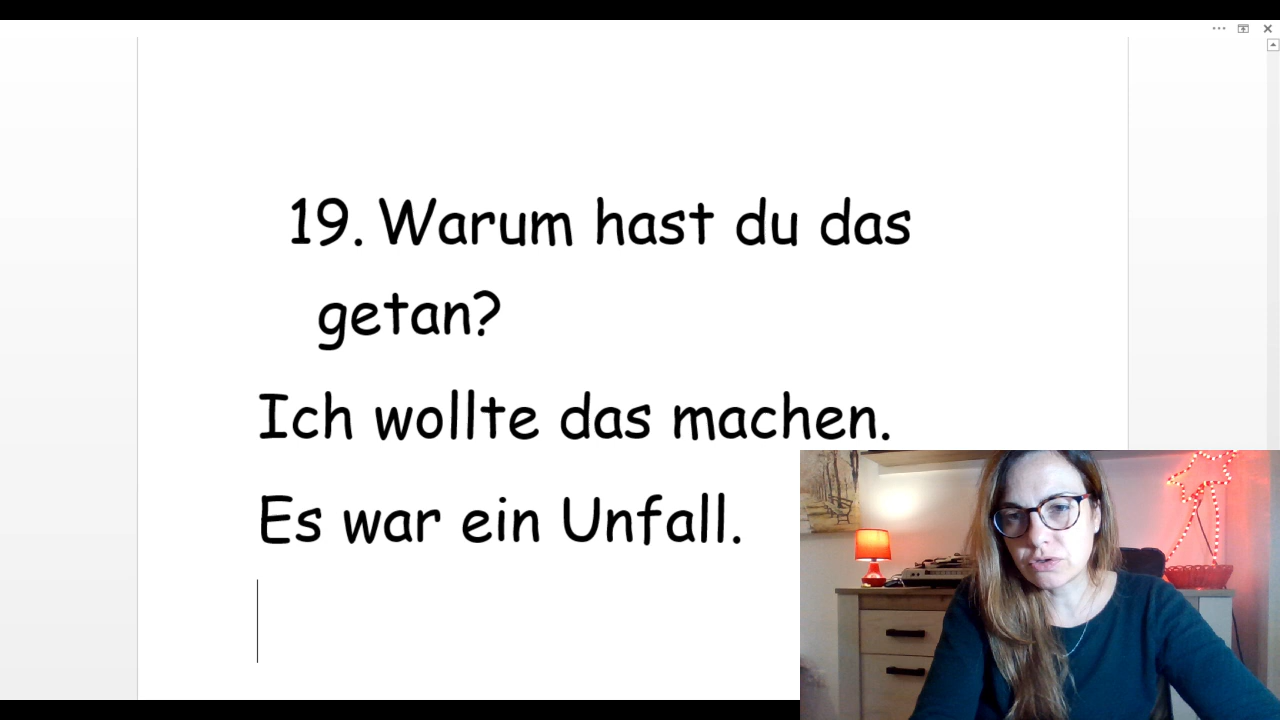 19. Warum hast du das
getan?
Ich wollte das machen.
Es war ein Unfall.